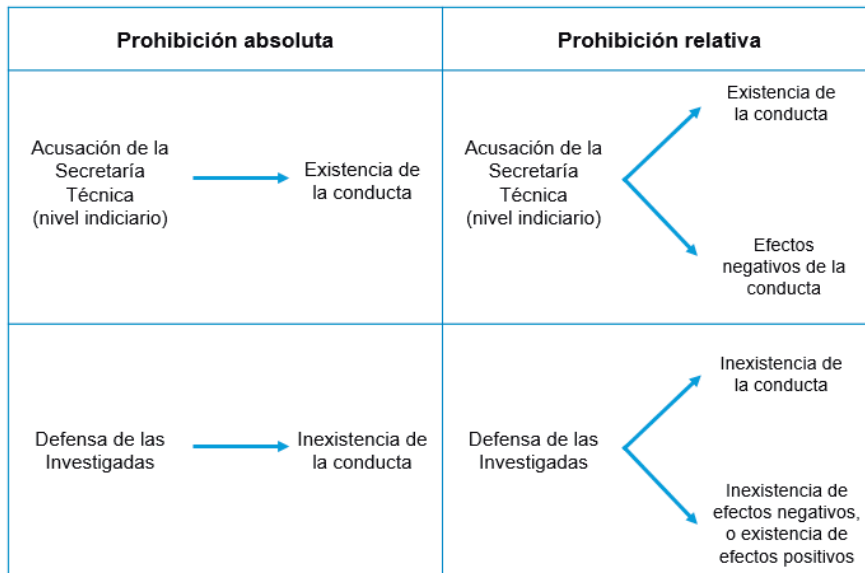 Prohibición absoluta
Prohibición relativa
Acusación de la
Secretaría
Técnica
(nivel indiciario)
Existencia de
la conducta
Acusación de la
Secretaría
Técnica
(nivel indiciario)
Existencia de
la conducta
Efectos
negativos de la
conducta
Defensa de las
Investigadas
Inexistencia de
la conducta
Defensa de las
Investigadas
Inexistencia de
la conducta
Inexistencia de
efectos negativos,
o existencia de
efectos positivos